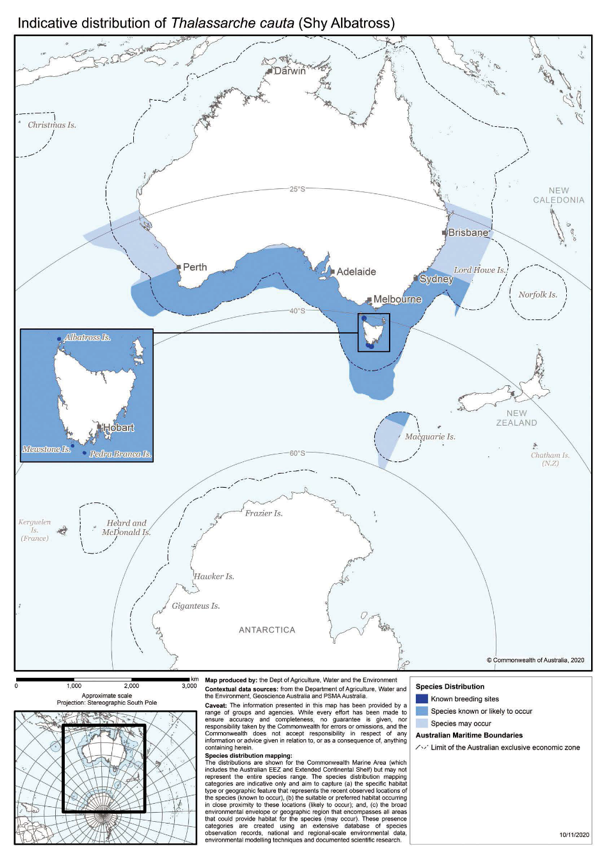 Indicative distribution of Thalassarche cauta (Shy Albatross)
Darwin
Christmas Is.
25°S
NEW
CALEDONIA
Brisbane
Perth
Lord Howe Is.
Adelaide
Sydney
Norfolk Is.
Melbourne
40°S
Albatross Is.
Hobart
Mewstone Is.
Pedra Branca Is.
NEW
ZEALAND
Macquarie Is.
Chatham Is.
(N.Z)
60°S
Frazier Is.
Kerguelen
Is.
(France)
Heard and
McDonald Is.
Hawker Is.
Giganteus Is.
ANTARCTICA
© Commonwealth of Australia, 2020
km
0 1,000 2,000 3,000
Approximate scale
Projection: Stereographic South Pole
Map produced by: the Dept of Agriculture, Water and the Environment
Contextual data sources: from the Department of Agriculture, Water and
the Environment, Geoscience Australia and PSMA Australia.
Caveat: The information presented in this map has been provided by a
range of groups and agencies. While every effort has been made to
ensure accuracy and completeness, no guarantee is given, nor
responsibility taken by the Commonwealth for errors or omissions, and the
Commonwealth does not accept responsibility in respect of any
information or advice given in relation to, or as a consequence of, anything
containing herein.
Species distribution mapping:
The distributions are shown for the Commonwealth Marine Area (which
includes the Australian EEZ and Extended Continental Shelf) but may not
represent the entire species range. The species distribution mapping
categories are indicative only and aim to capture (a) the specific habitat
type or geographic feature that represents the recent observed locations of
the species (known to occur), (b) the suitable or preferred habitat occurring
in close proximity to these locations (likely to occur); and, (c) the broad
environmental envelope or geographic region that encompasses all areas
that could provide habitat for the species (may occur). These presence
categories are created using an extensive database of species
observation records, national and regional-scale environmental data,
environmental modelling techniques and documented scientific research.
Species Distribution
Known breeding sites
Species known or likely to occur
Species may occur
Australian Maritime Boundaries
Limit of the Australian exclusive economic zone
10/11/2020